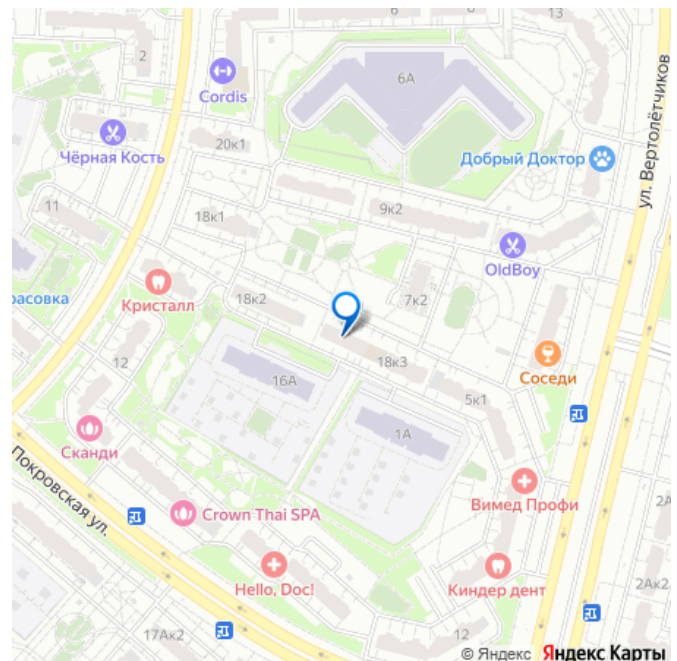 13
2
6А
Cordis
ул. Вертолётчиков
Чёрная Кость
20к1
Добрый Доктор
11
18к1
9к2
OldBoy
расовка
Кристалл
18к2
7к2
12
18к3
Соседи
16А
5к1
1А
Сканди
Покровская ул.
Crown Thai SPA
Вимед Профи
2А
Hello, Doc!
Киндер дент
2Ак2
17Ак2
12
© Яндекс Яндекс Карты